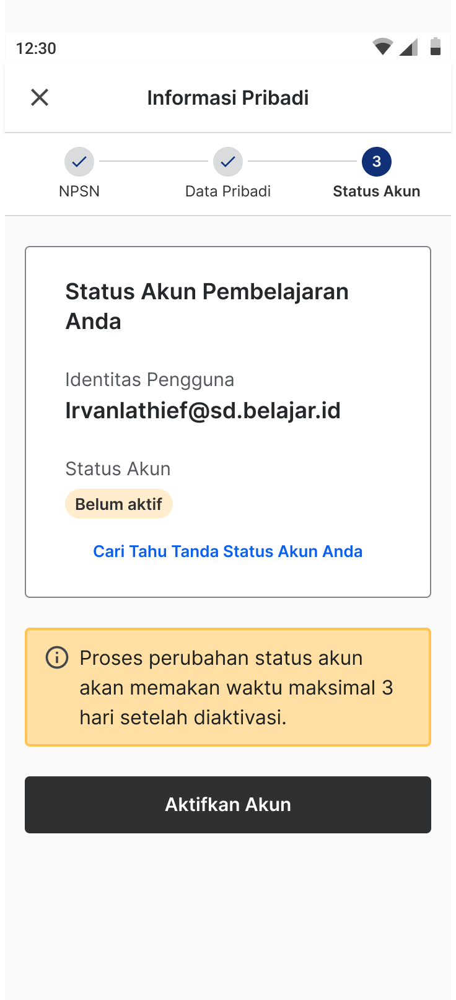 12:30
Informasi Pribadi
3
NPSN
Data Pribadi
Status Akun
Status Akun Pembelajaran
Anda
Identitas Pengguna
Irvanlathief@sd.belajar.id
Status Akun
Belum aktif
Cari Tahu Tanda Status Akun Anda
Proses perubahan status akun
akan memakan waktu maksimal 3
hari setelah diaktivasi.
Aktifkan Akun